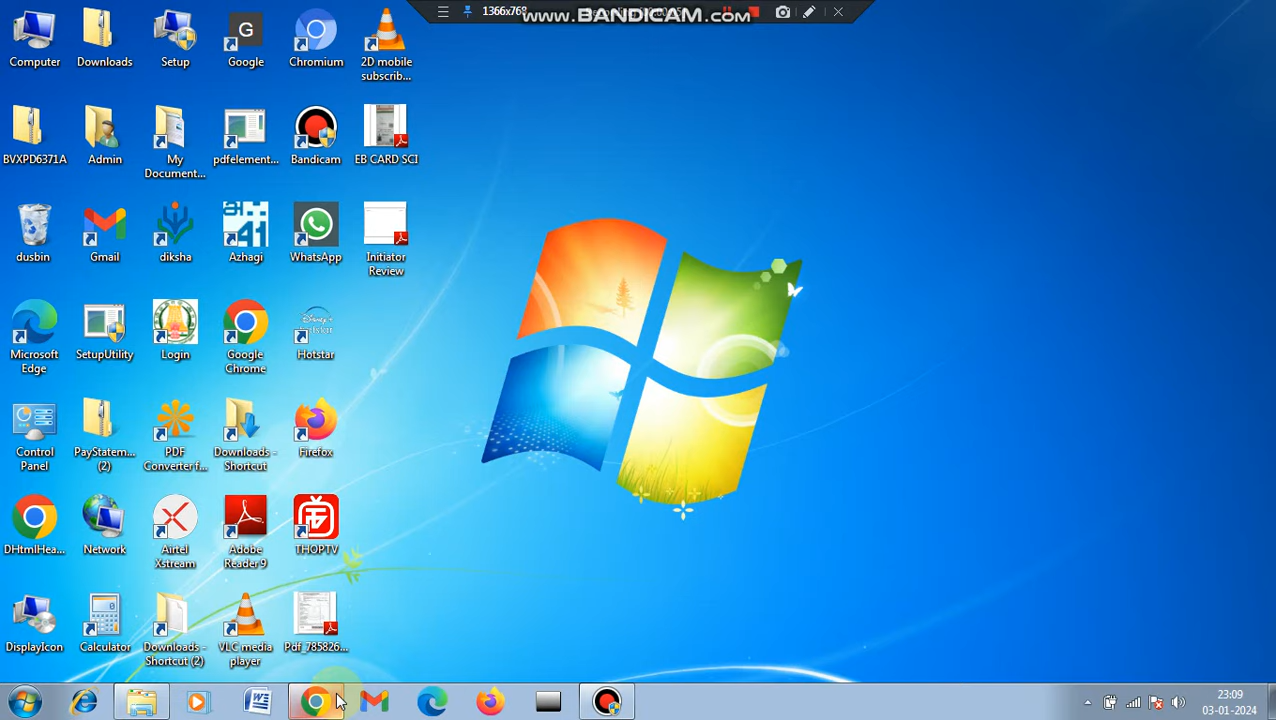 1366x768
www.BANDICAM.com
Computer
Downloads
Setup
Google
Chromium
2D mobile
subscrib...
BVXPD6371A
Admin
My
Document...
pdfelement...
Bandicam
EB CARD SCI
dusbin
Gmail
diksha
Azhagi
WhatsApp
Initiator
Review
Microsoft
Edge
SetupUtility
Login
Google
Chrome
Hotstar
Control
Panel
PayStatem...
(2)
PDF
Converter f...
Downloads -
Shortcut
Firefox
DHtmlHea...
Network
Airtel
Xstream
Adobe
Reader 9
THOPTV
DisplayIcon
Calculator
Downloads -
Shortcut (2)
VLC media
player
Pdf_785826...
23:09
03-01-2024